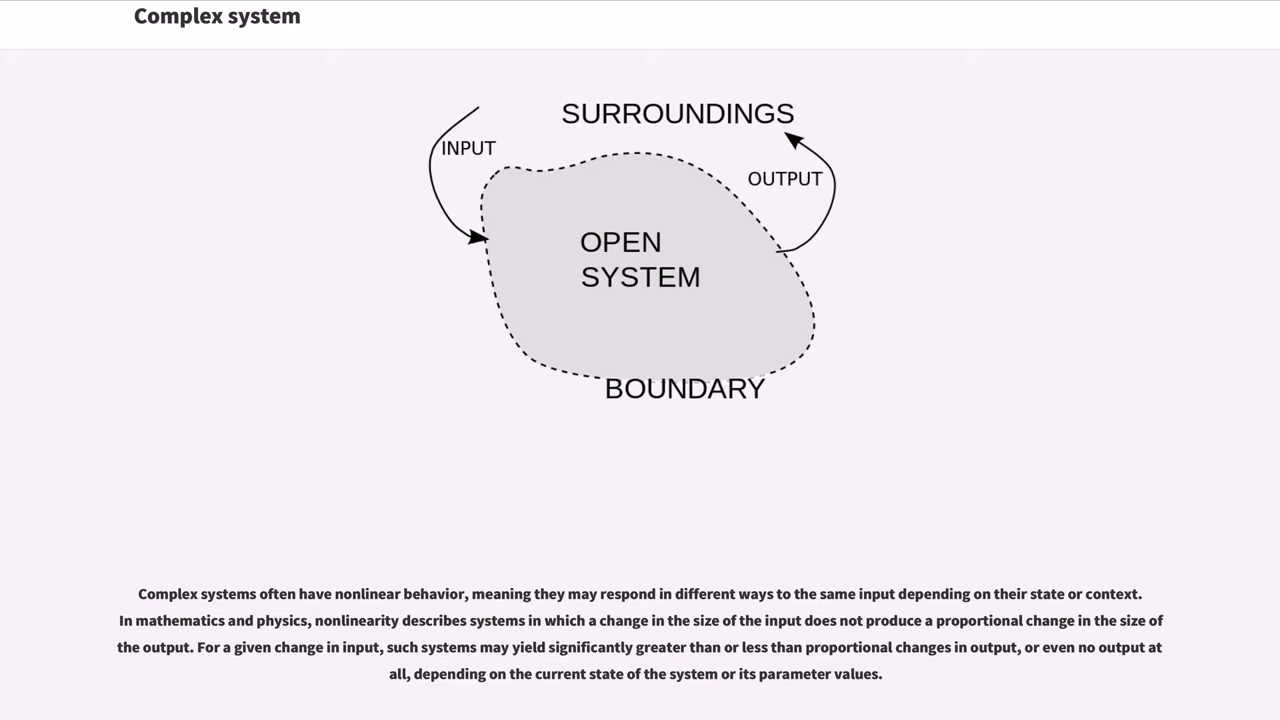 Complex system
SURROUNDINGS
INPUT
OUTPUT
OPEN
SYSTEM
BOUNDARY
Complex systems often have nonlinear behavior, meaning they may respond in different ways to the same input depending on their state or context.
In mathematics and physics, nonlinearity describes systems in which a change in the size of the input does not produce a proportional change in the size of
the output. For a given change in input, such systems may yield significantly greater than or less than proportional changes in output, or even no output at
all, depending on the current state of the system or its parameter values.